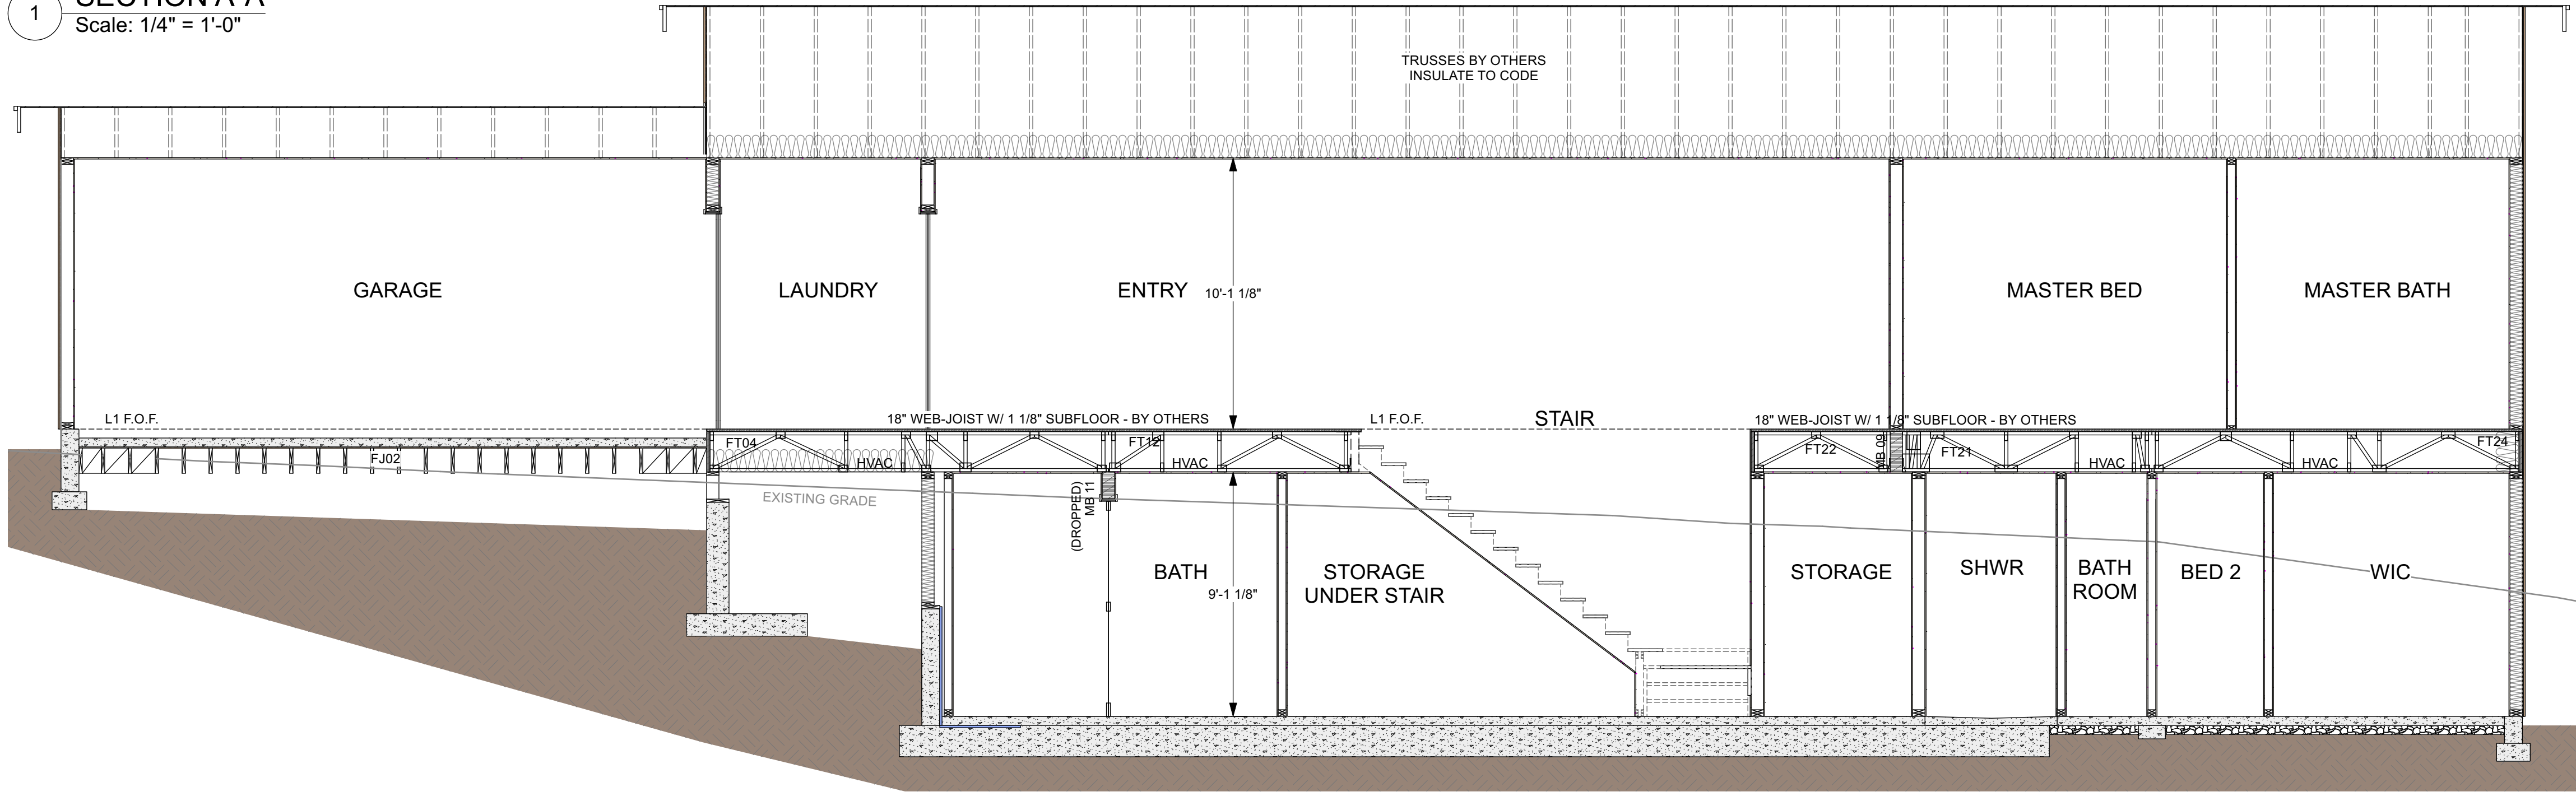 1
SECTION A-A
Scale: 1/4" = 1'-0"
TRUSSES BY OTHERS
INSULATE TO CODE
GARAGE
LAUNDRY
ENTRY
10'-1 1/8"
MASTER BED
MASTER BATH
L1 F.O.F.
18" WEB-JOIST W/ 1 1/8" SUBFLOOR - BY OTHERS
L1 F.O.F.
STAIR
18" WEB-JOIST W/ 1 1/8" SUBFLOOR - BY OTHERS
FJ02
FT04
HVAC
FT12
HVAC
FT22
MB 09
FT21
HVAC
HVAC
FT24
EXISTING GRADE
(DROPPED)
MB 11
BATH
9'-1 1/8"
STORAGE
UNDER STAIR
STORAGE
SHWR
BATH
ROOM
BED 2
WIC